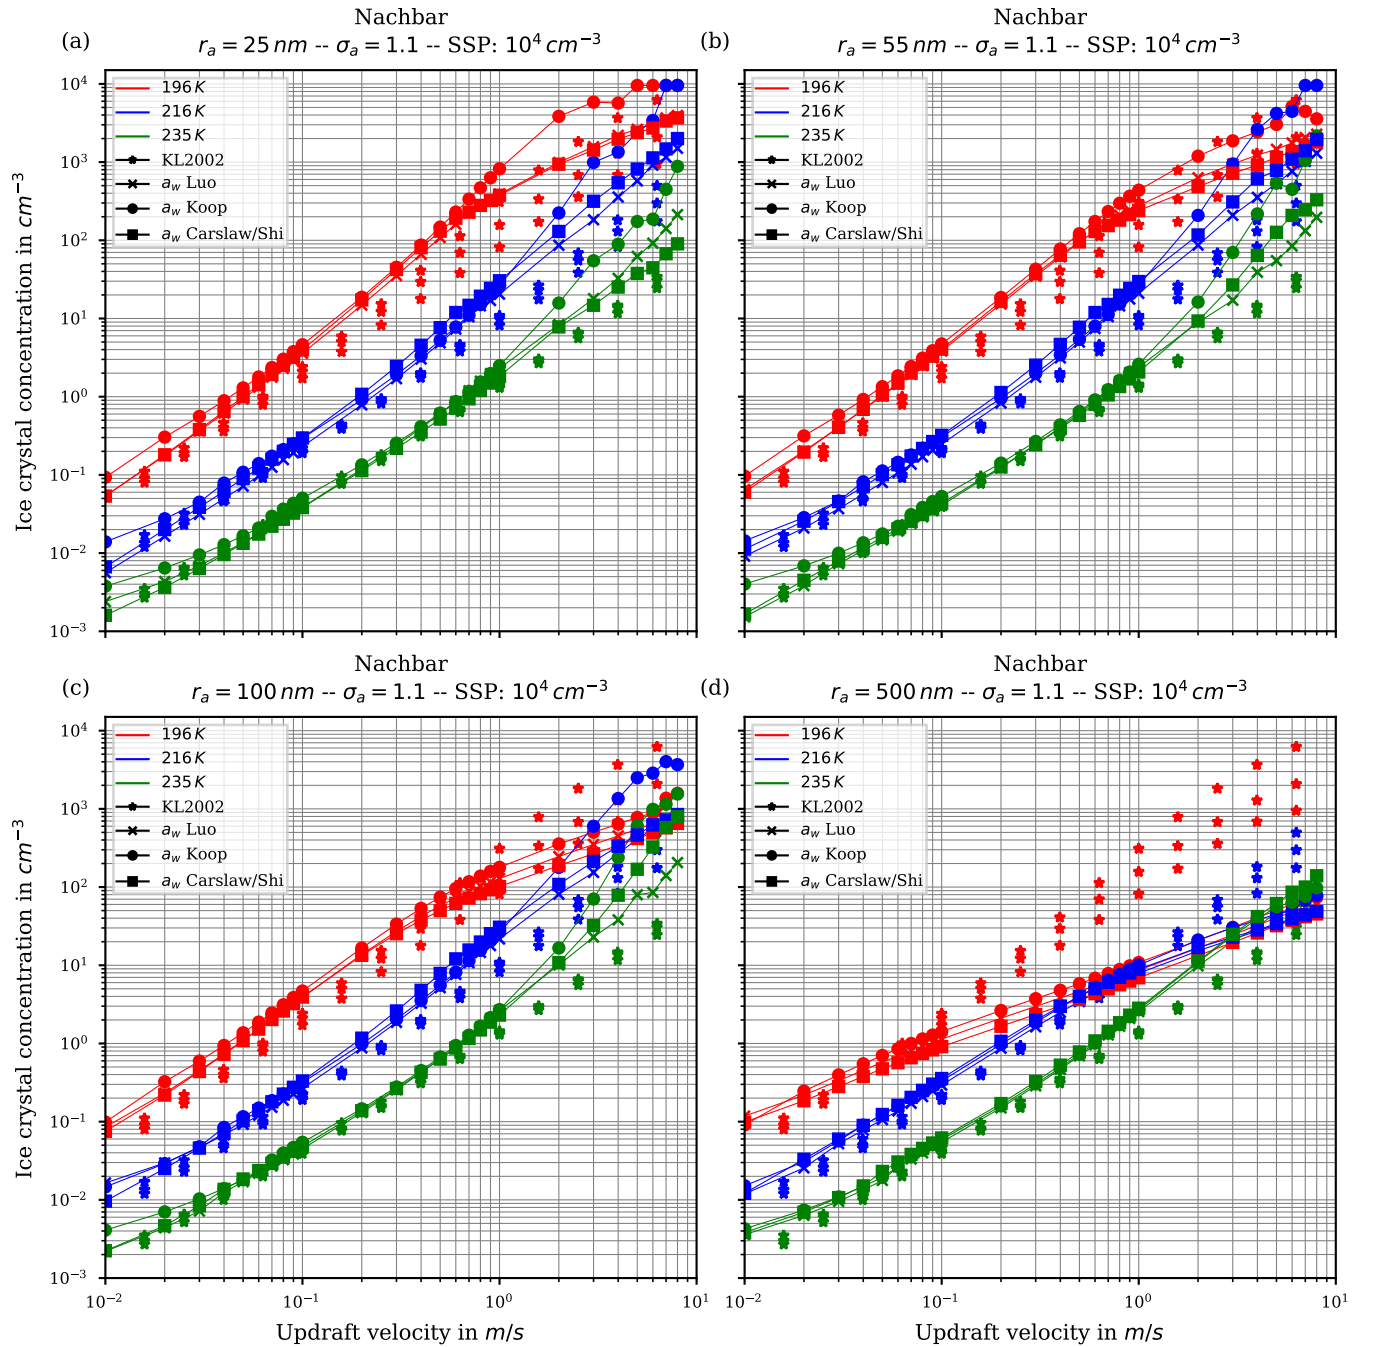 Nachbar
(a)
r_a = 25 nm -- σ_a = 1.1 -- SSP: 10^4 cm^−3
Nachbar
(b)
r_a = 55 nm -- σ_a = 1.1 -- SSP: 10^4 cm^−3
Ice crystal concentration in cm^−3
10^4
10^3
10^2
10^1
10^0
10^−1
10^−2
10^−3
196 K
216 K
235 K
KL2002
a_w Luo
a_w Koop
a_w Carslaw/Shi
196 K
216 K
235 K
KL2002
a_w Luo
a_w Koop
a_w Carslaw/Shi
Nachbar
(c)
r_a = 100 nm -- σ_a = 1.1 -- SSP: 10^4 cm^−3
Nachbar
(d)
r_a = 500 nm -- σ_a = 1.1 -- SSP: 10^4 cm^−3
Ice crystal concentration in cm^−3
10^4
10^3
10^2
10^1
10^0
10^−1
10^−2
10^−3
196 K
216 K
235 K
KL2002
a_w Luo
a_w Koop
a_w Carslaw/Shi
196 K
216 K
235 K
KL2002
a_w Luo
a_w Koop
a_w Carslaw/Shi
10^−2 10^−1 10^0 10^1
10^−2 10^−1 10^0 10^1
Updraft velocity in m/s
Updraft velocity in m/s